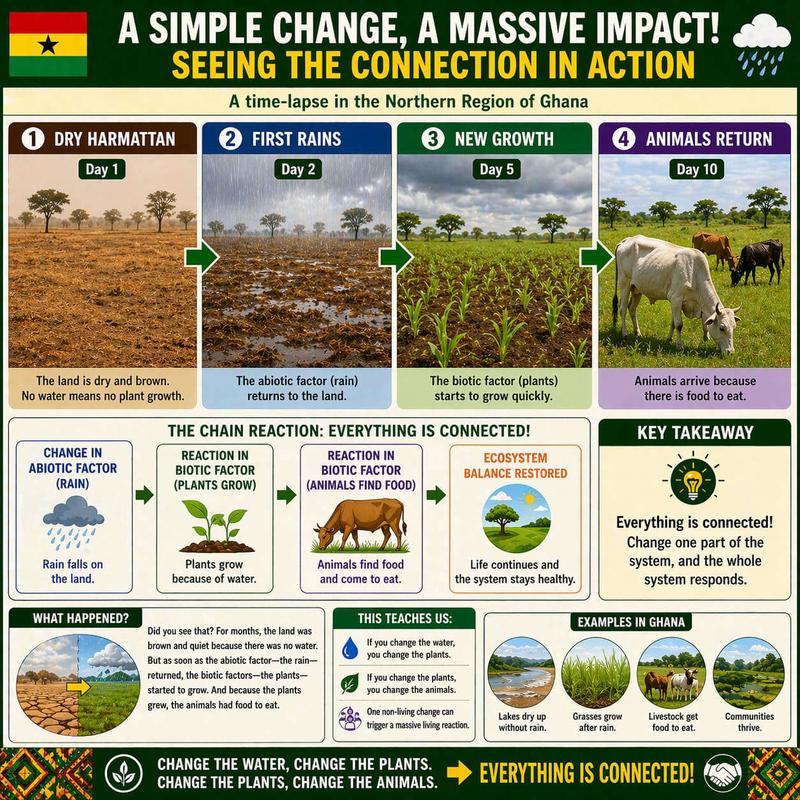 A SIMPLE CHANGE, A MASSIVE IMPACT!
SEEING THE CONNECTION IN ACTION
A time-lapse in the Northern Region of Ghana
1 DRY HARMATTAN
Day 1
The land is dry and brown.
No water means no plant growth.
2 FIRST RAINS
Day 2
The abiotic factor (rain)
returns to the land.
3 NEW GROWTH
Day 5
The biotic factor (plants)
starts to grow quickly.
4 ANIMALS RETURN
Day 10
Animals arrive because
there is food to eat.
THE CHAIN REACTION: EVERYTHING IS CONNECTED!
CHANGE IN
ABIOTIC FACTOR
(RAIN)
Rain falls on
the land.
REACTION IN
BIOTIC FACTOR
(PLANTS GROW)
Plants grow
because of water.
REACTION IN
BIOTIC FACTOR
(ANIMALS FIND FOOD)
Animals find food
and come to eat.
ECOSYSTEM
BALANCE RESTORED
Life continues and
the system stays healthy.
KEY TAKEAWAY
Everything is connected!
Change one part of the
system, and the whole
system responds.
WHAT HAPPENED?
Did you see that? For months, the land was
brown and quiet because there was no water.
But as soon as the abiotic factor—the rain—
returned, the biotic factors—the plants—
started to grow. And because the plants
grew, the animals had food to eat.
THIS TEACHES US:
If you change the water,
you change the plants.
If you change the plants,
you change the animals.
One non-living change can
trigger a massive living reaction.
EXAMPLES IN GHANA
Lakes dry up
without rain.
Grasses grow
after rain.
Livestock get
food to eat.
Communities
thrive.
CHANGE THE WATER, CHANGE THE PLANTS.
CHANGE THE PLANTS, CHANGE THE ANIMALS.
EVERYTHING IS CONNECTED!